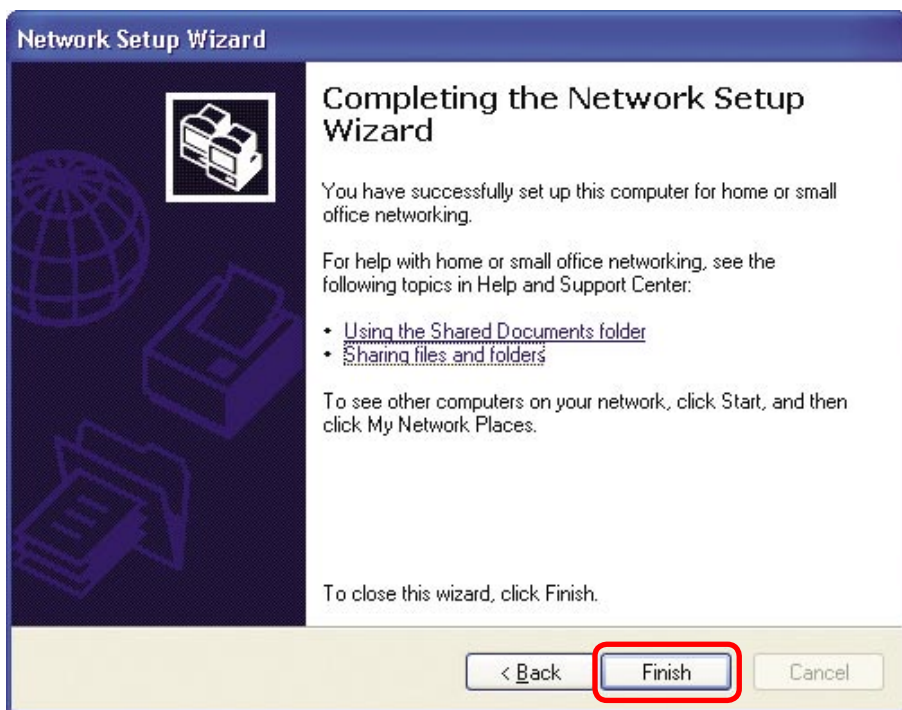 Network Setup Wizard
Completing the Network Setup
Wizard
You have successfully set up this computer for home or small
office networking.
For help with home or small office networking, see the
following topics in Help and Support Center:
• Using the Shared Documents folder
• Sharing files and folders
To see other computers on your network, click Start, and then
click My Network Places.
To close this wizard, click Finish.
< Back
Finish
Cancel